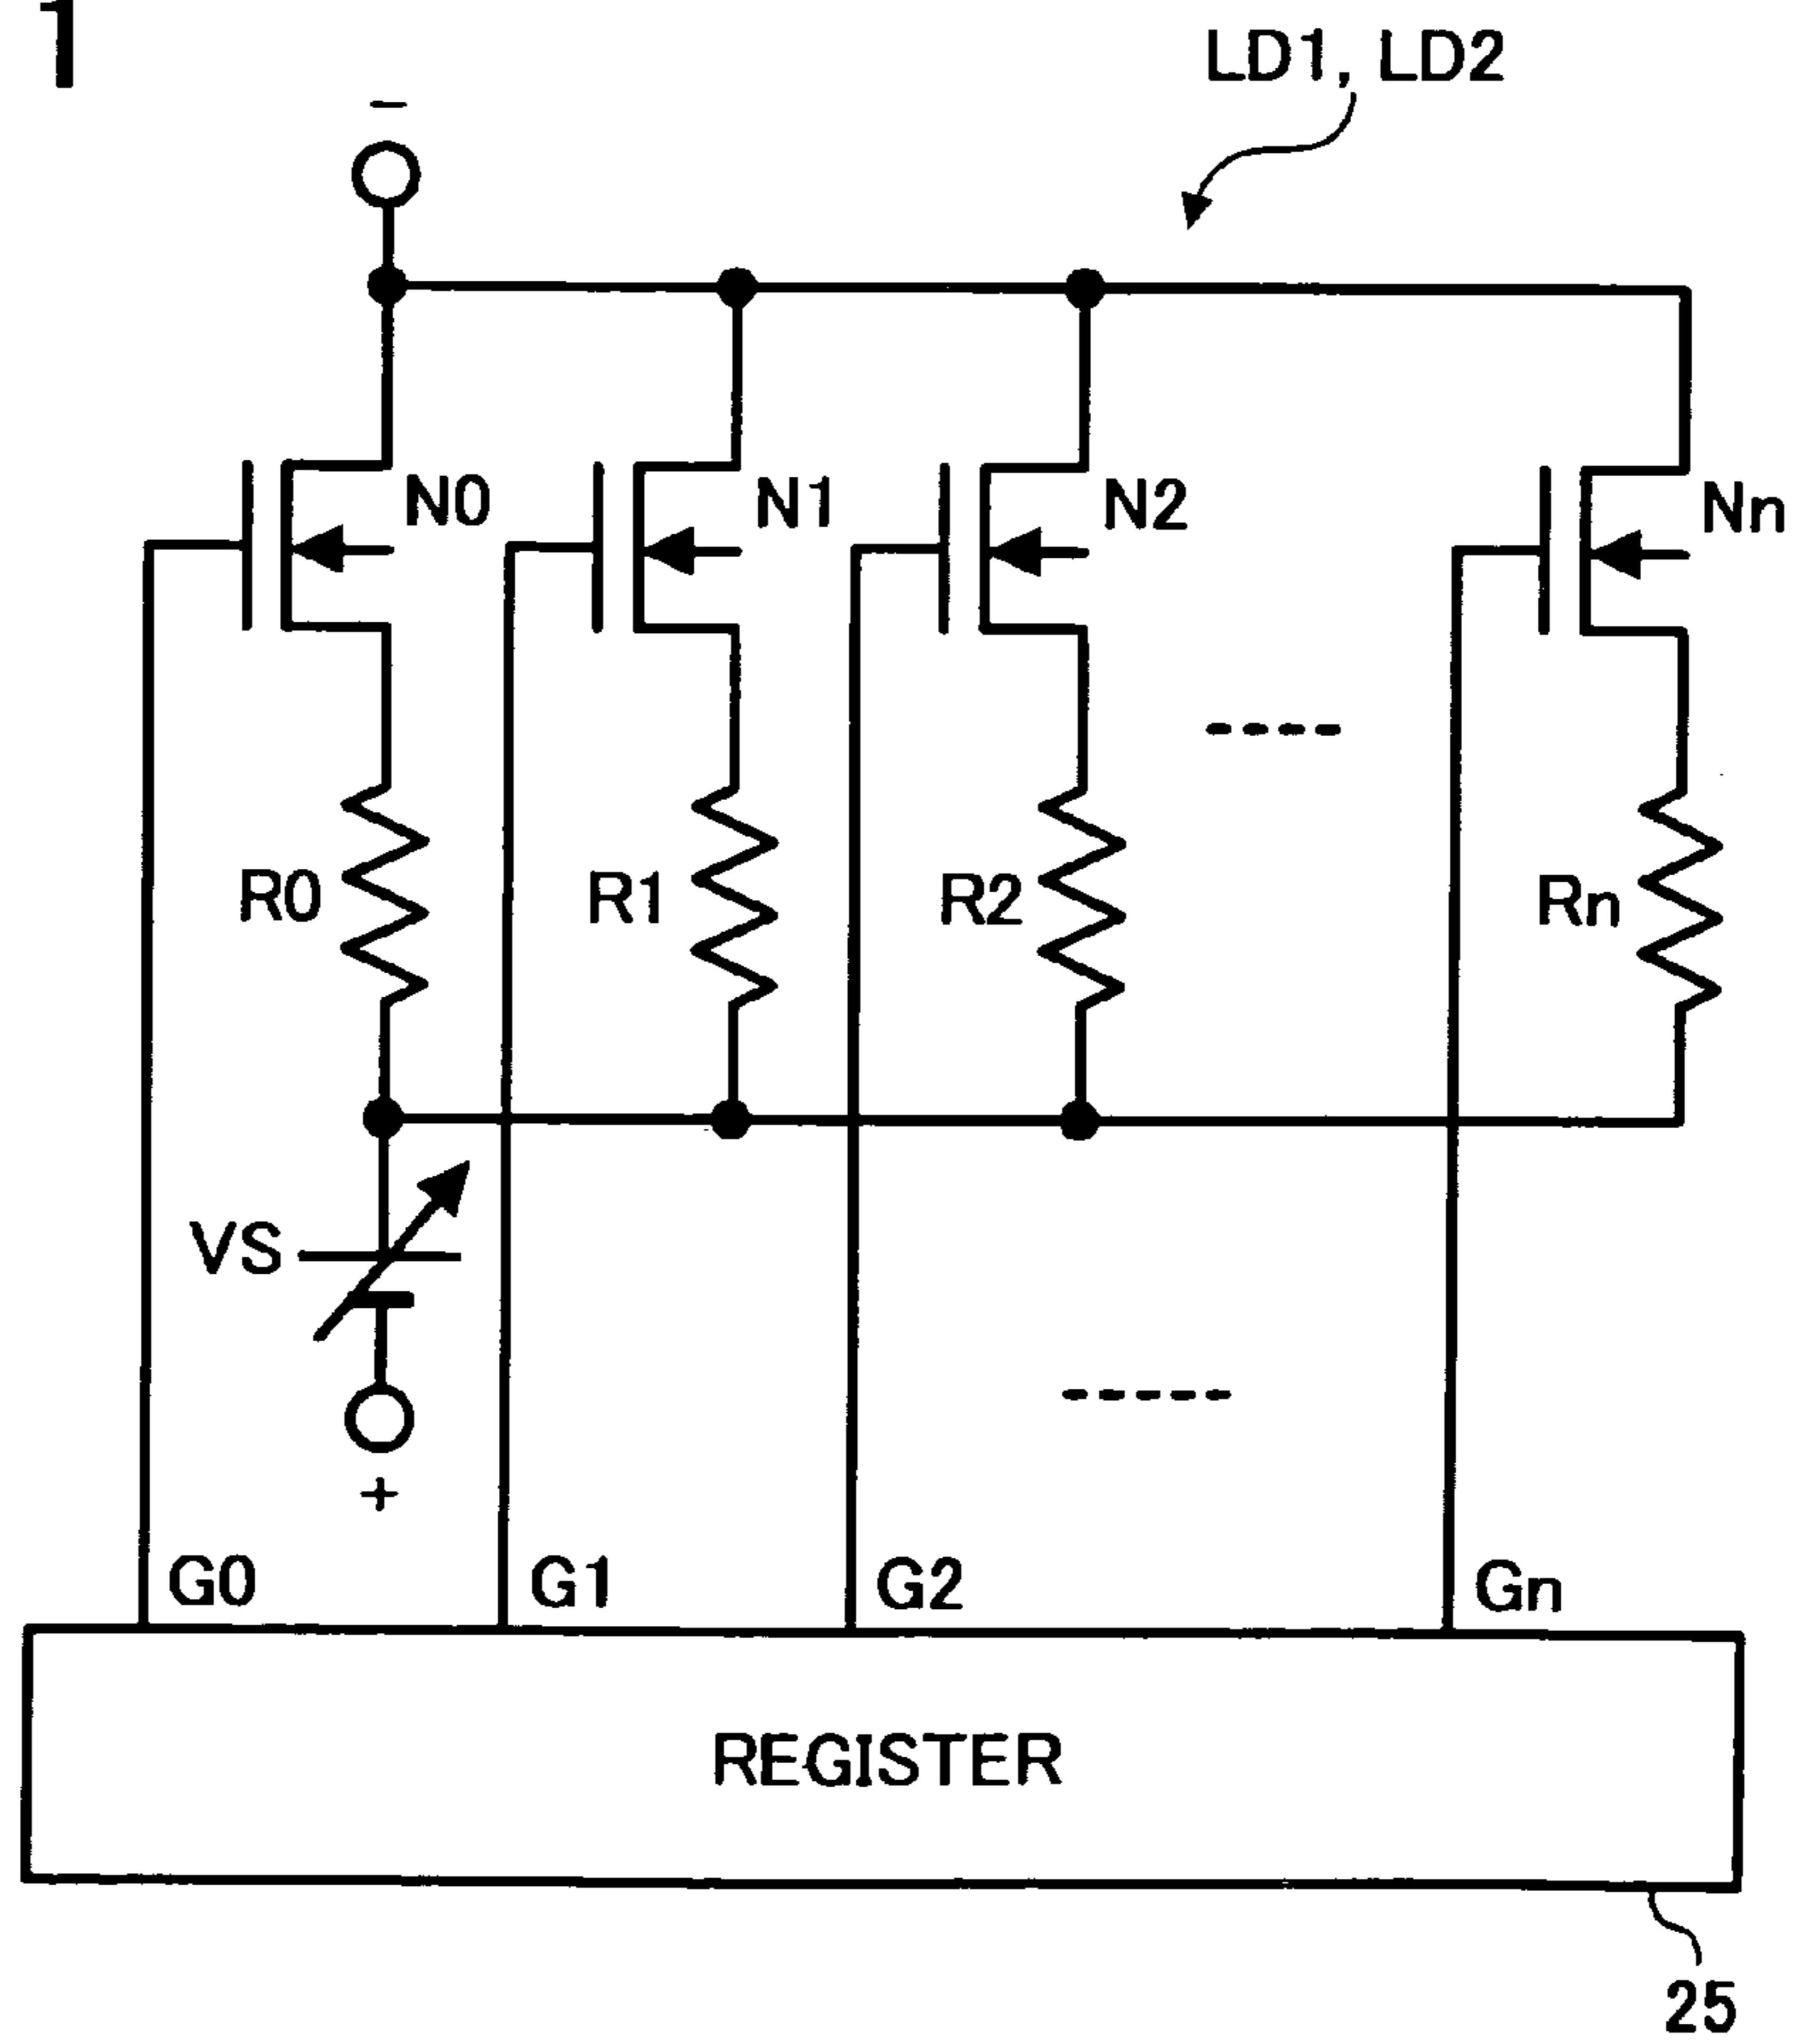 1
LD1, LD2
−
N0 N1 N2 Nn
R0 R1 R2 Rn
VS
+
G0 G1 G2 Gn
REGISTER
25